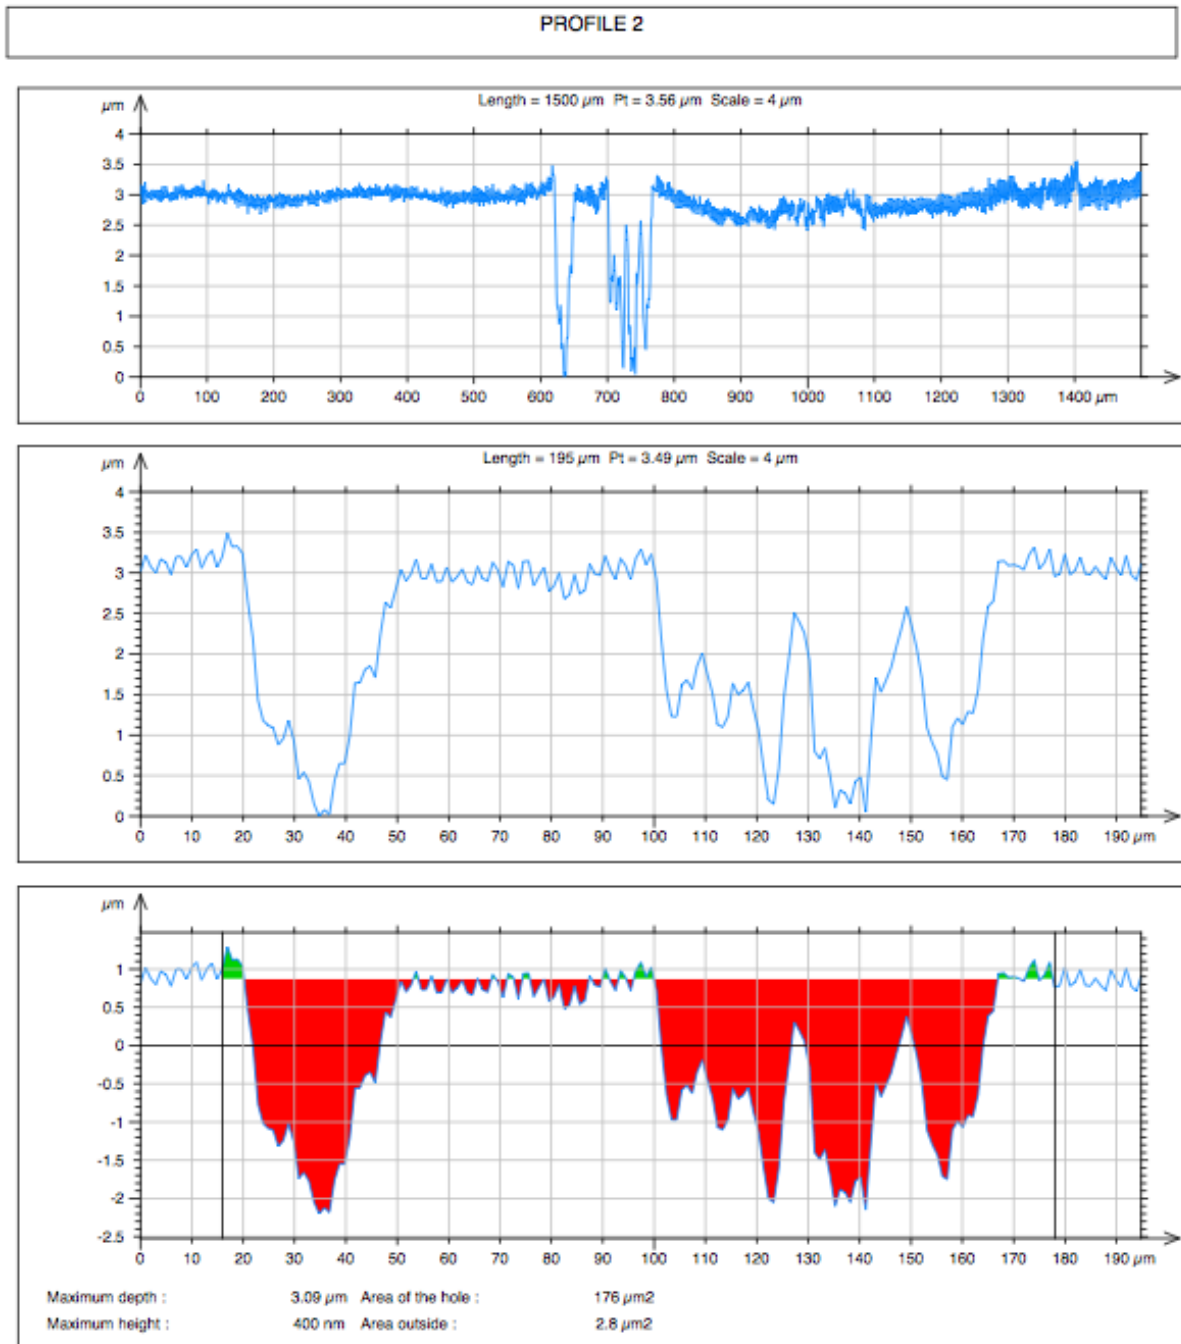 PROFILE 2
µm Length = 1500 µm Pt = 3.56 µm Scale = 4 µm
4
3.5
3
2.5
2
1.5
1
0.5
0
0 100 200 300 400 500 600 700 800 900 1000 1100 1200 1300 1400 µm
µm Length = 195 µm Pt = 3.49 µm Scale = 4 µm
4
3.5
3
2.5
2
1.5
1
0.5
0
0 10 20 30 40 50 60 70 80 90 100 110 120 130 140 150 160 170 180 190 µm
µm
1
0.5
0
-0.5
-1
-1.5
-2
-2.5
0 10 20 30 40 50 60 70 80 90 100 110 120 130 140 150 160 170 180 190 µm
Maximum depth : 3.09 µm Area of the hole : 176 µm2
Maximum height : 400 nm Area outside : 2.8 µm2